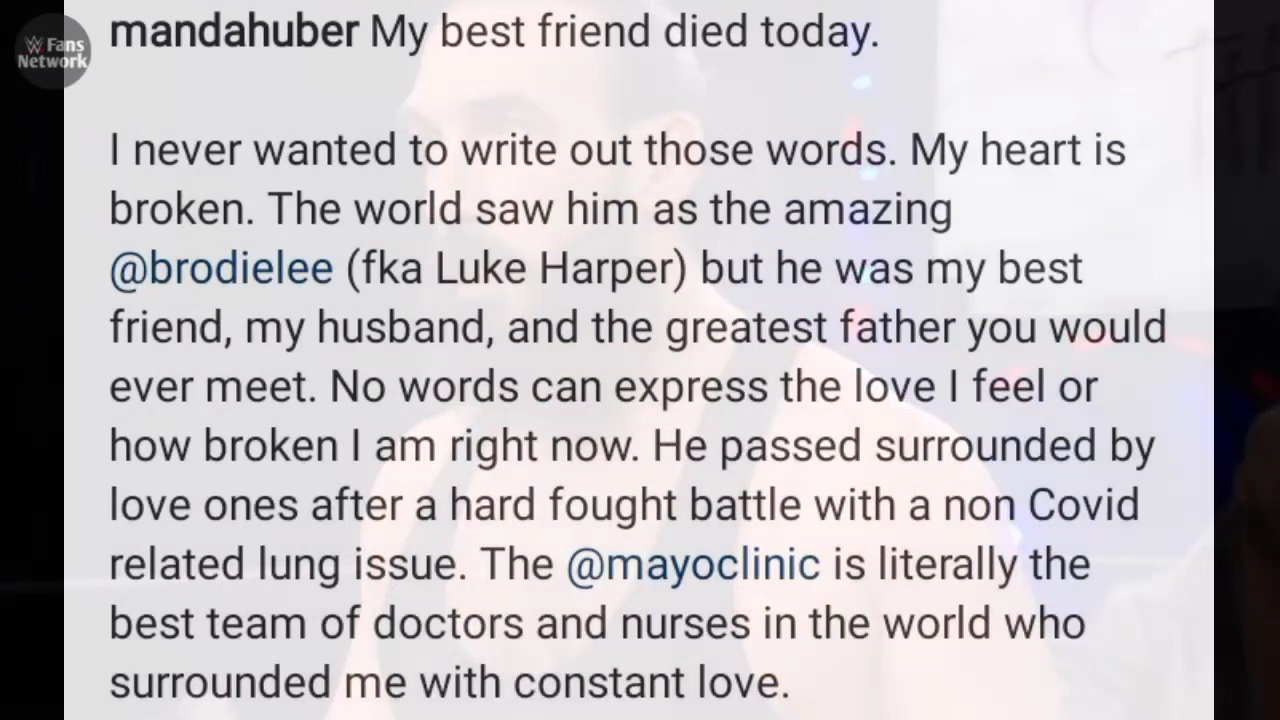 W Fans
Network
mandahuber My best friend died today.
I never wanted to write out those words. My heart is
broken. The world saw him as the amazing
@brodielee (fka Luke Harper) but he was my best
friend, my husband, and the greatest father you would
ever meet. No words can express the love I feel or
how broken I am right now. He passed surrounded by
love ones after a hard fought battle with a non Covid
related lung issue. The @mayoclinic is literally the
best team of doctors and nurses in the world who
surrounded me with constant love.